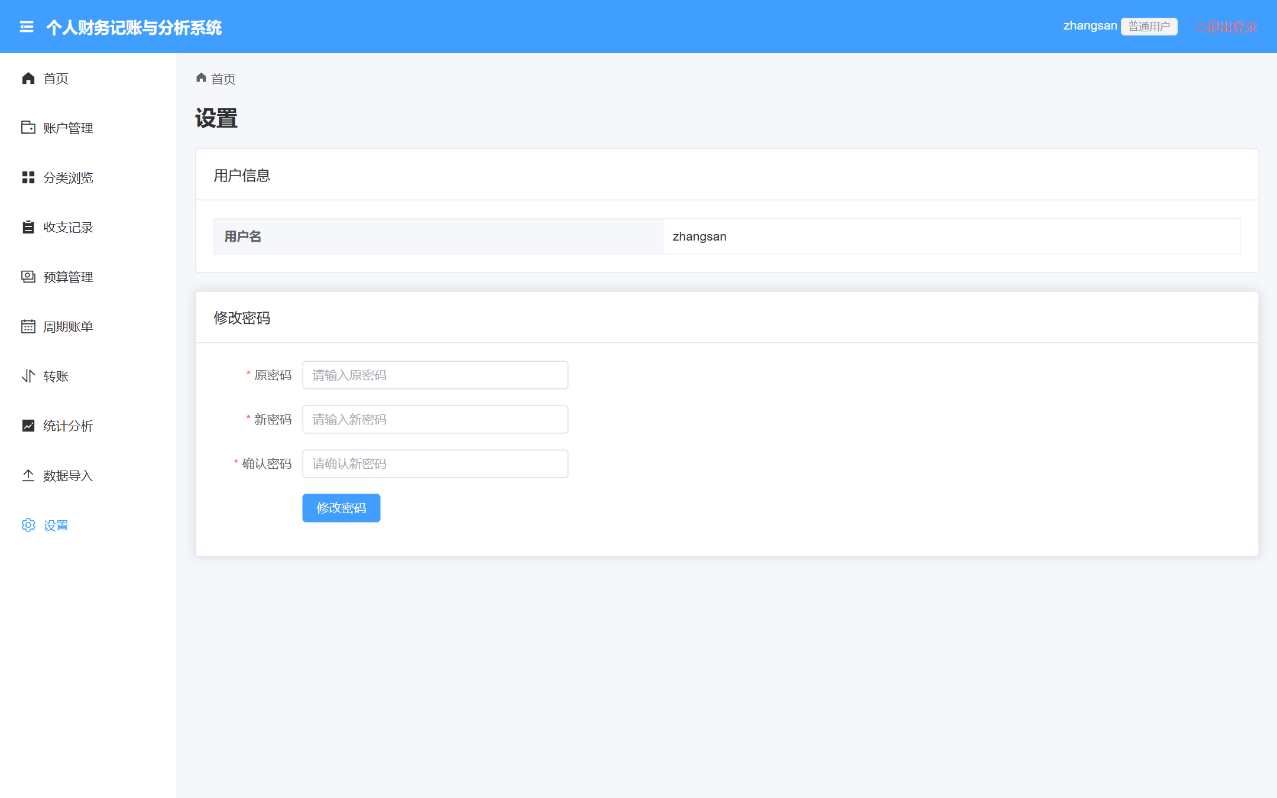 个人财务记账与分析系统
zhangsan 普通用户 退出登录
首页
账户管理
分类浏览
收支记录
预算管理
周期账单
转账
统计分析
数据导入
设置
首页
设置
用户信息
用户名 zhangsan
修改密码
* 原密码 请输入原密码
* 新密码 请输入新密码
* 确认密码 请确认新密码
修改密码